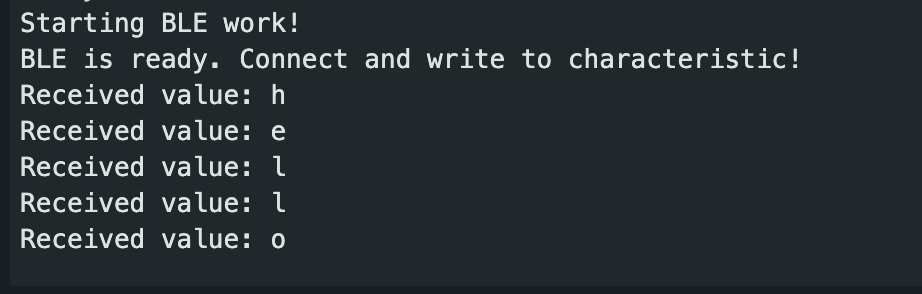 Starting BLE work!
BLE is ready. Connect and write to characteristic!
Received value: h
Received value: e
Received value: l
Received value: l
Received value: o